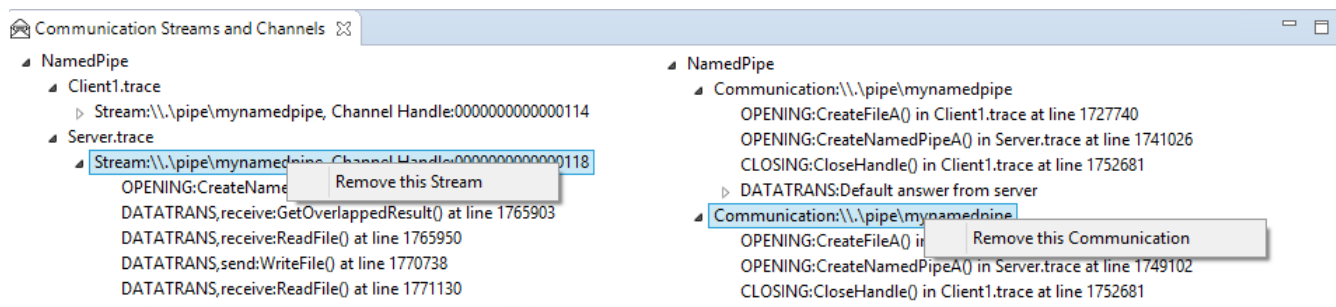 Communication Streams and Channels
NamedPipe
Client1.trace
Stream:\\.\pipe\mynamedpipe, Channel Handle:0000000000000114
Server.trace
Stream:\\.\pipe\mynamedpipe, Channel Handle:0000000000000118
Remove this Stream
OPENING:CreateName
DATATRANS,receive:GetOverlappedResult() at line 1765903
DATATRANS,receive:ReadFile() at line 1765950
DATATRANS,send:WriteFile() at line 1770738
DATATRANS,receive:ReadFile() at line 1771130
NamedPipe
Communication:\\.\pipe\mynamedpipe
OPENING:CreateFileA() in Client1.trace at line 1727740
OPENING:CreateNamedPipeA() in Server.trace at line 1741026
CLOSING:CloseHandle() in Client1.trace at line 1752681
DATATRANS:Default answer from server
Communication:\\.\pipe\mynamedpipe
Remove this Communication
OPENING:CreateFileA() in
OPENING:CreateNamedPipeA() in Server.trace at line 1749102
CLOSING:CloseHandle() in Client1.trace at line 1752681